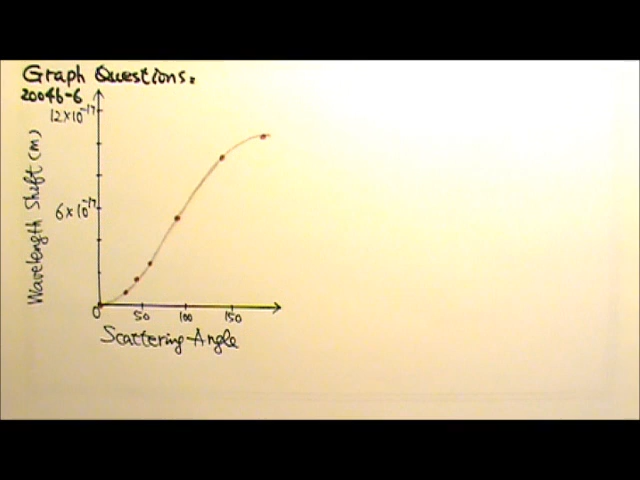 Graph Questions.
2004b-6
12×10⁻¹⁷
Wavelength Shift (m)
6×10⁻¹⁷
0 50 100 150
Scattering Angle